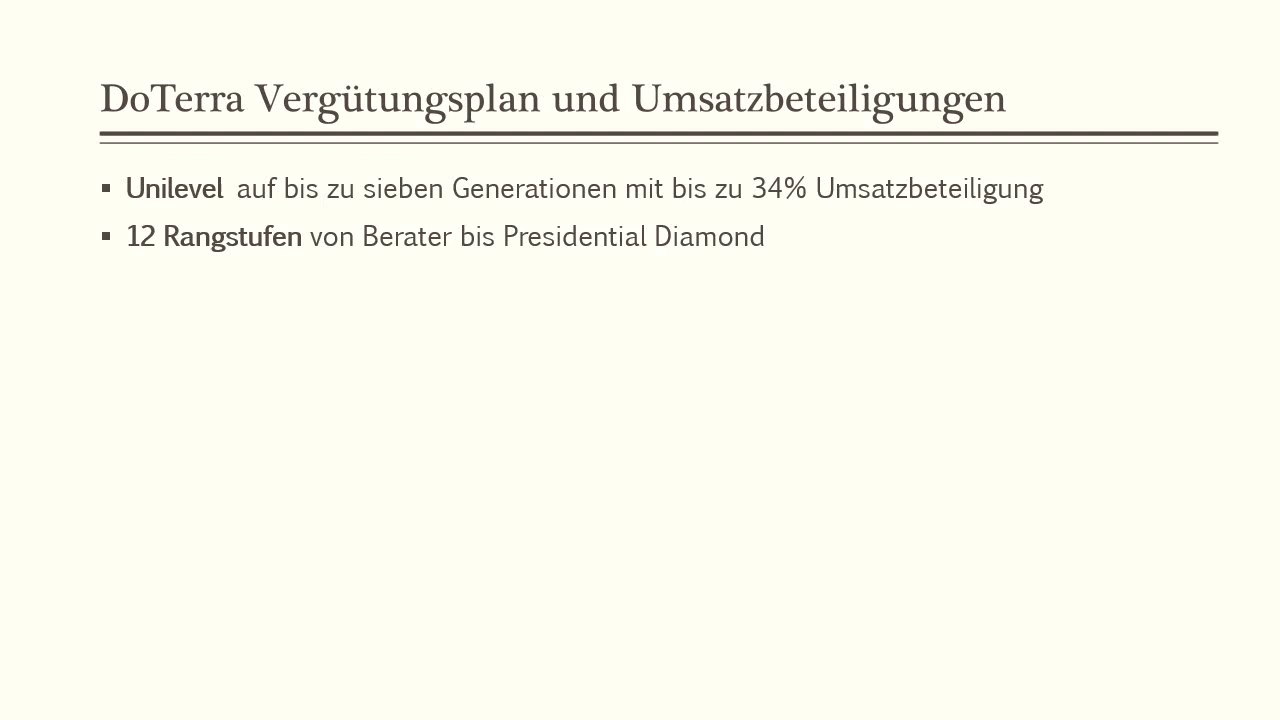 DoTerra Vergütungsplan und Umsatzbeteiligungen
▪ Unilevel auf bis zu sieben Generationen mit bis zu 34% Umsatzbeteiligung
▪ 12 Rangstufen von Berater bis Presidential Diamond